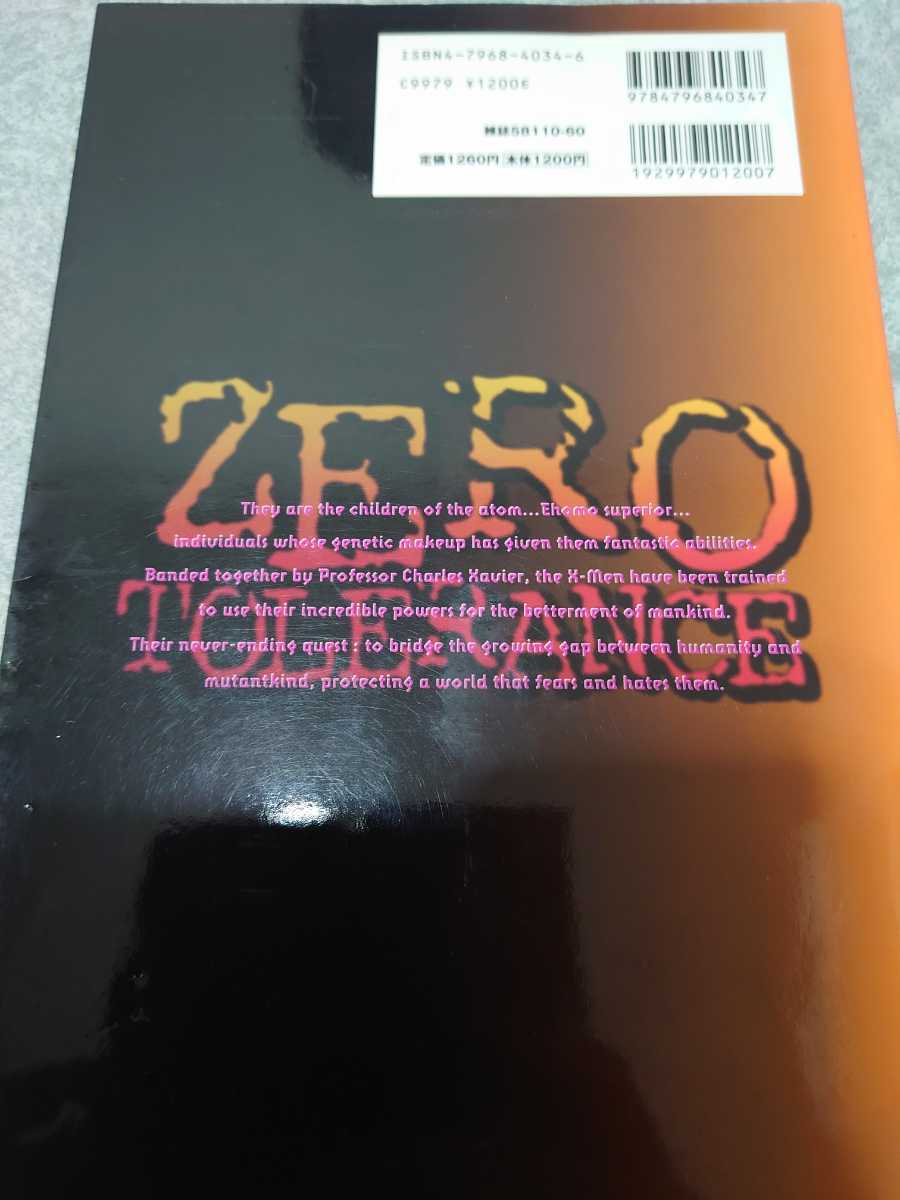 ISBN4-7968-4034-6
C9979 ¥1200E
9784796840347
雑誌58110-60
定価1260円 本体1200円
1929979012007
ZERO
TOLERANCE
They are the children of the atom...Ehomo superior...
individuals whose genetic makeup has given them fantastic abilities.
Banded together by Professor Charles Xavier, the X-Men have been trained
to use their incredible powers for the betterment of mankind.
Their never-ending quest : to bridge the growing gap between humanity and
mutantkind, protecting a world that fears and hates them.